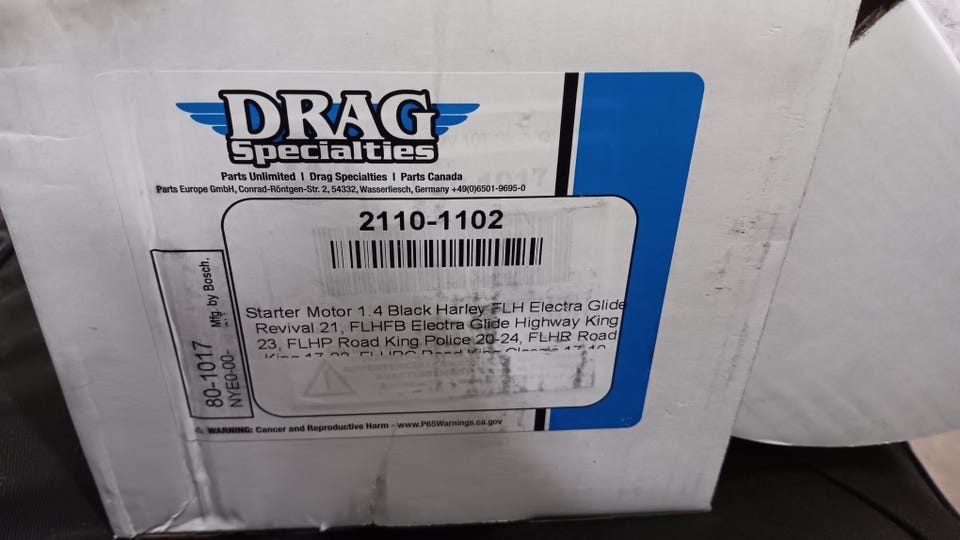 DRAG
Specialties
Parts Unlimited | Drag Specialties | Parts Canada
Parts Europe GmbH, Conrad-Röntgen-Str. 2, 54332, Wasserliesch, Germany +49(0)6501-9695-0
2110-1102
Starter Motor 1.4 Black Harley FLH Electra Glide
Revival 21, FLHFB Electra Glide Highway King
23, FLHP Road King Police 20-24, FLHR Road
80-1017 Mfg. by Bosch,
NYE0-00-
WARNING: Cancer and Reproductive Harm - www.P65Warnings.ca.gov